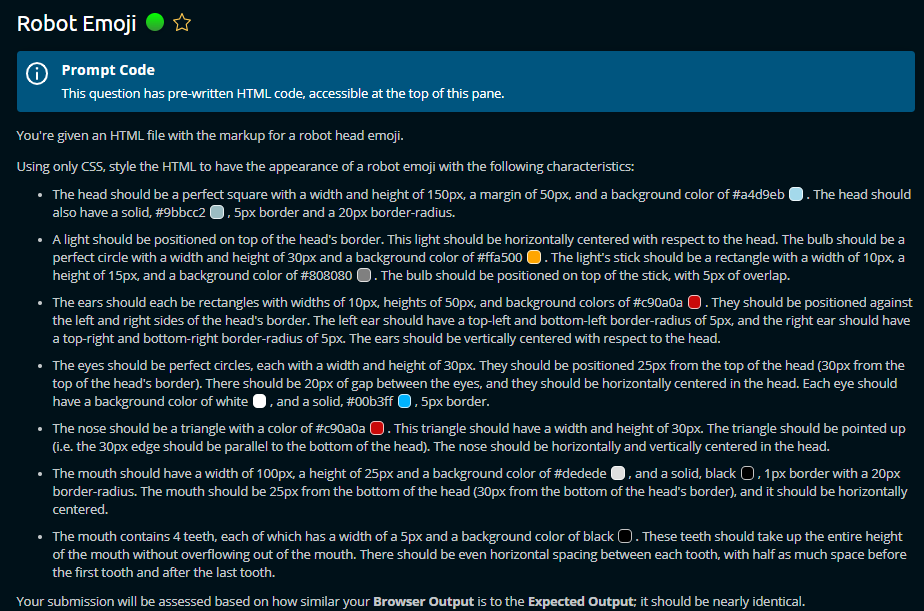 Robot Emoji
Prompt Code
This question has pre-written HTML code, accessible at the top of this pane.
You're given an HTML file with the markup for a robot head emoji.
Using only CSS, style the HTML to have the appearance of a robot emoji with the following characteristics:
• The head should be a perfect square with a width and height of 150px, a margin of 50px, and a background color of #a4d9eb . The head should
also have a solid, #9bbcc2 , 5px border and a 20px border-radius.
• A light should be positioned on top of the head's border. This light should be horizontally centered with respect to the head. The bulb should be a
perfect circle with a width and height of 30px and a background color of #ffa500 . The light's stick should be a rectangle with a width of 10px, a
height of 15px, and a background color of #808080 . The bulb should be positioned on top of the stick, with 5px of overlap.
• The ears should each be rectangles with widths of 10px, heights of 50px, and background colors of #c90a0a . They should be positioned against
the left and right sides of the head's border. The left ear should have a top-left and bottom-left border-radius of 5px, and the right ear should have
a top-right and bottom-right border-radius of 5px. The ears should be vertically centered with respect to the head.
• The eyes should be perfect circles, each with a width and height of 30px. They should be positioned 25px from the top of the head (30px from the
top of the head's border). There should be 20px of gap between the eyes, and they should be horizontally centered in the head. Each eye should
have a background color of white , and a solid, #00b3ff , 5px border.
• The nose should be a triangle with a color of #c90a0a . This triangle should have a width and height of 30px. The triangle should be pointed up
(i.e. the 30px edge should be parallel to the bottom of the head). The nose should be horizontally and vertically centered in the head.
• The mouth should have a width of 100px, a height of 25px and a background color of #dedede , and a solid, black , 1px border with a 20px
border-radius. The mouth should be 25px from the bottom of the head (30px from the bottom of the head's border), and it should be horizontally
centered.
• The mouth contains 4 teeth, each of which has a width of a 5px and a background color of black . These teeth should take up the entire height
of the mouth without overflowing out of the mouth. There should be even horizontal spacing between each tooth, with half as much space before
the first tooth and after the last tooth.
Your submission will be assessed based on how similar your Browser Output is to the Expected Output; it should be nearly identical.